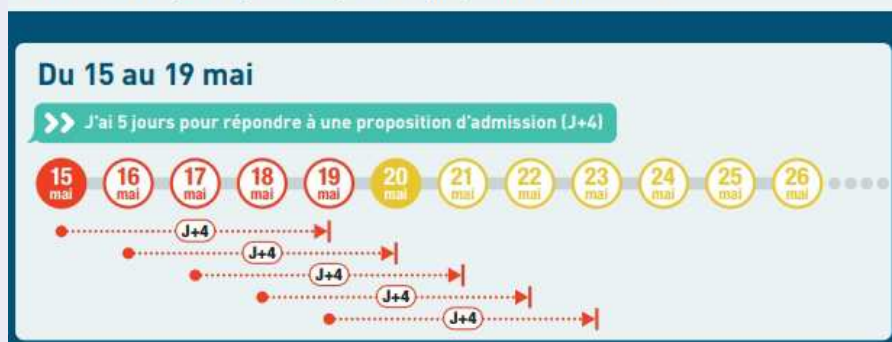 Du 15 au 19 mai
J'ai 5 jours pour répondre à une proposition d'admission (J+4)
15 16 17 18 19 20 21 22 23 24 25 26
mai mai mai mai mai mai mai mai mai mai mai mai
J+4
J+4
J+4
J+4
J+4